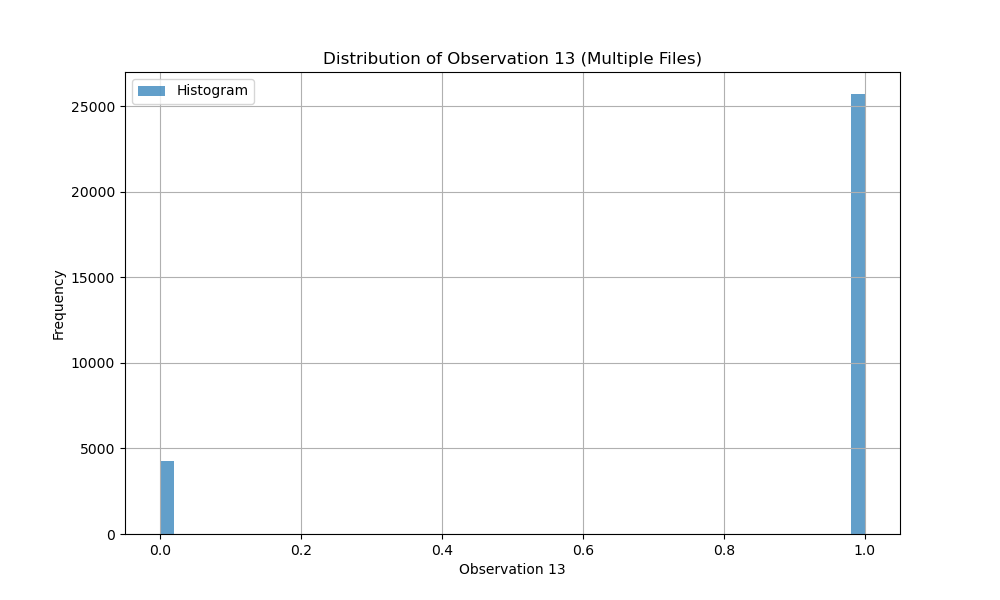 Distribution of Observation 13 (Multiple Files)
Histogram
25000
20000
15000
10000
5000
0
Frequency
0.0 0.2 0.4 0.6 0.8 1.0
Observation 13